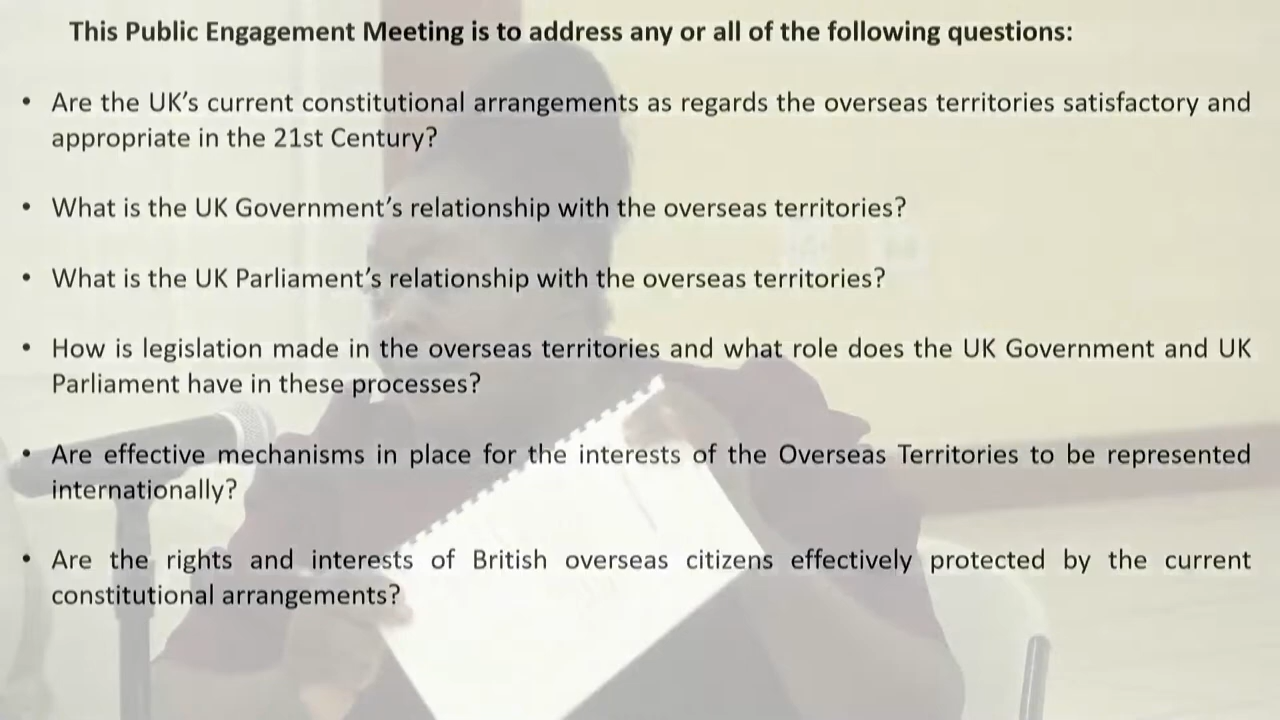 This Public Engagement Meeting is to address any or all of the following questions:
• Are the UK’s current constitutional arrangements as regards the overseas territories satisfactory and
appropriate in the 21st Century?
• What is the UK Government’s relationship with the overseas territories?
• What is the UK Parliament’s relationship with the overseas territories?
• How is legislation made in the overseas territories and what role does the UK Government and UK
Parliament have in these processes?
• Are effective mechanisms in place for the interests of the Overseas Territories to be represented
internationally?
• Are the rights and interests of British overseas citizens effectively protected by the current
constitutional arrangements?